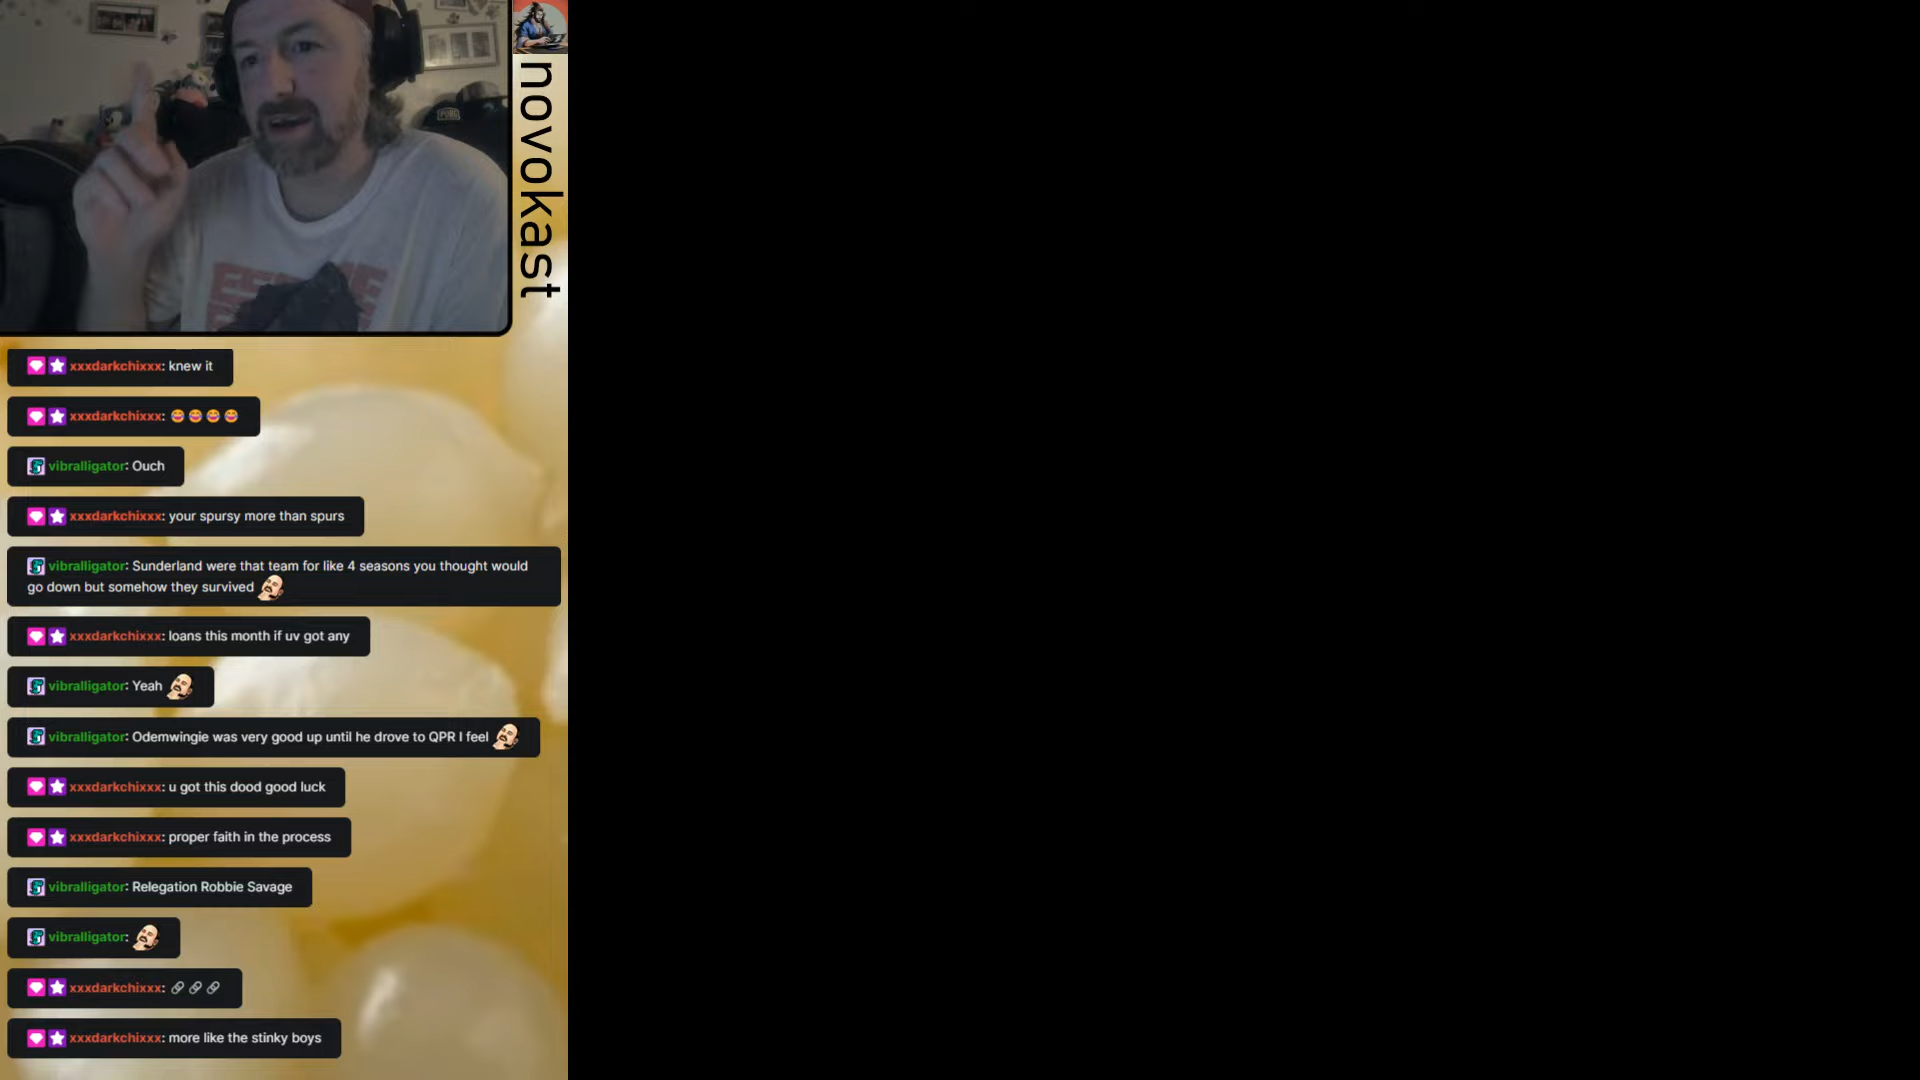 novokast
xxxdarkchixxx: knew it
xxxdarkchixxx: 😂 😂 😂 😂
vibralligator: Ouch
xxxdarkchixxx: your spursy more than spurs
vibralligator: Sunderland were that team for like 4 seasons you thought would
go down but somehow they survived
xxxdarkchixxx: loans this month if uv got any
vibralligator: Yeah
vibralligator: Odemwingie was very good up until he drove to QPR I feel
xxxdarkchixxx: u got this dood good luck
xxxdarkchixxx: proper faith in the process
vibralligator: Relegation Robbie Savage
vibralligator:
xxxdarkchixxx: 🔗 🔗 🔗
xxxdarkchixxx: more like the stinky boys